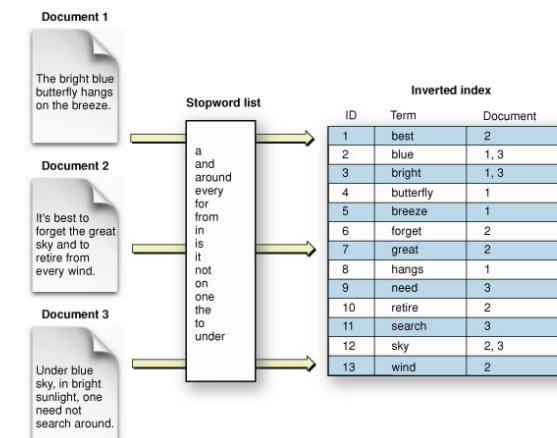 Document 1
The bright blue
butterfly hangs
on the breeze.
Document 2
It's best to
forget the great
sky and to
retire from
every wind.
Document 3
Under blue
sky, in bright
sunlight, one
need not
search around.
Stopword list
a
and
around
every
for
from
in
is
it
not
on
one
the
to
under
Inverted index
ID Term Document
1 best 2
2 blue 1, 3
3 bright 1, 3
4 butterfly 1
5 breeze 1
6 forget 2
7 great 2
8 hangs 1
9 need 3
10 retire 2
11 search 3
12 sky 2, 3
13 wind 2